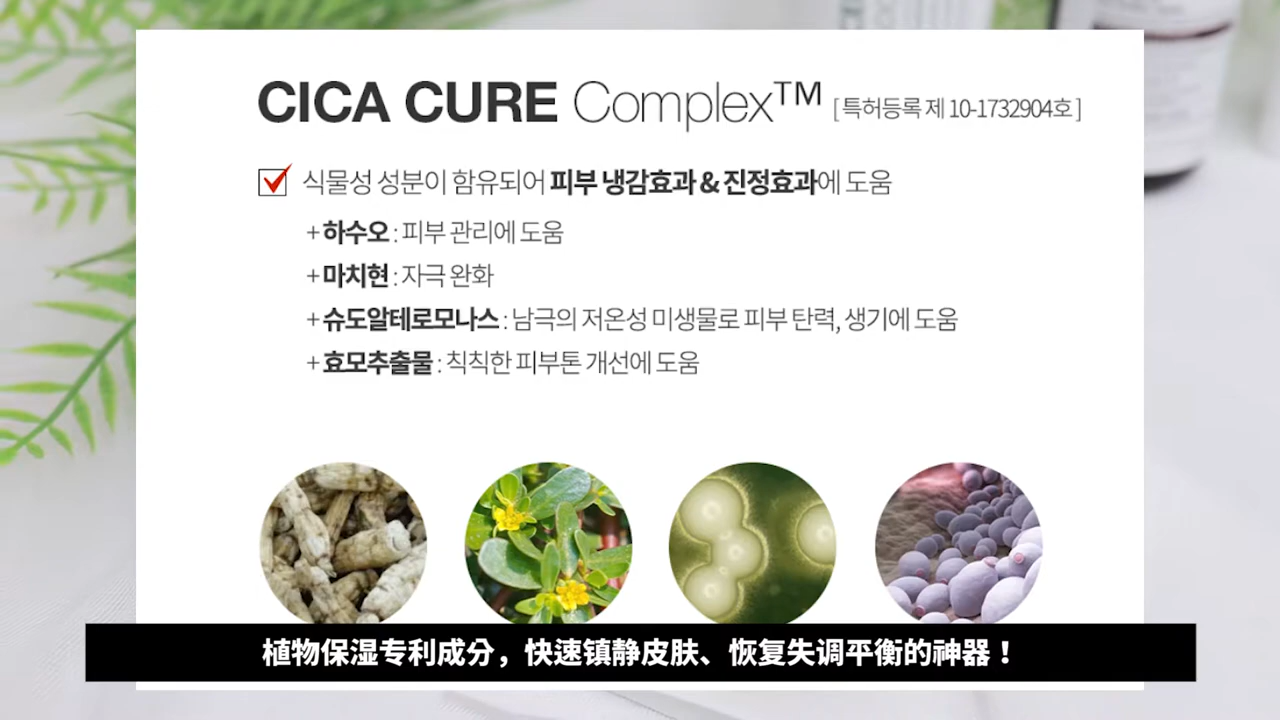 CICA CURE Complex™ [ 특허등록 제 10-1732904호 ]
식물성 성분이 함유되어 피부 냉감효과 & 진정효과에 도움
+ 하수오 : 피부 관리에 도움
+ 마치현 : 자극 완화
+ 슈도알테로모나스 : 남극의 저온성 미생물로 피부 탄력, 생기에 도움
+ 효모추출물 : 칙칙한 피부톤 개선에 도움
植物保湿专利成分，快速镇静皮肤、恢复失调平衡的神器！